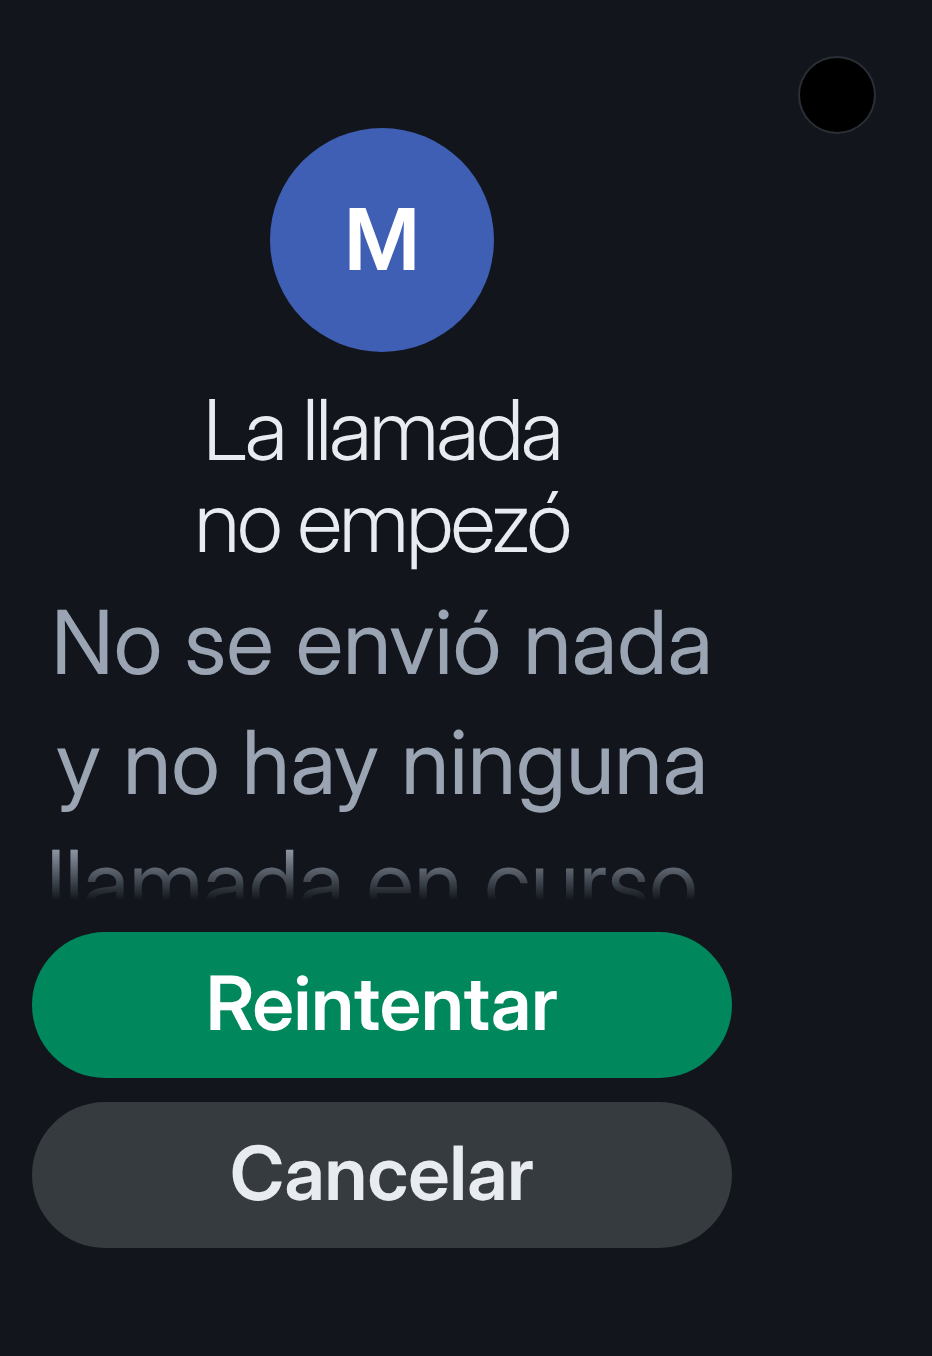 M
La llamada
no empezó
No se envió nada
y no hay ninguna
llamada en curso
Reintentar
Cancelar